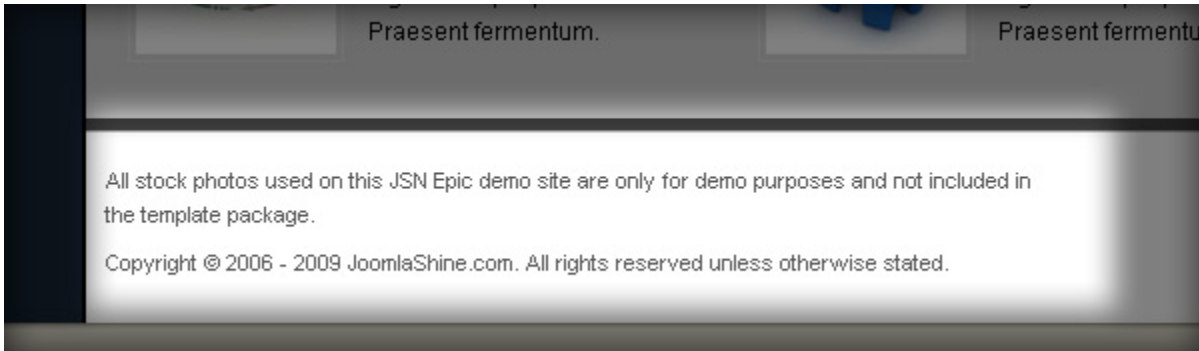 Praesent fermentum.
Praesent fermentu
All stock photos used on this JSN Epic demo site are only for demo purposes and not included in
the template package.
Copyright © 2006 - 2009 JoomlaShine.com. All rights reserved unless otherwise stated.